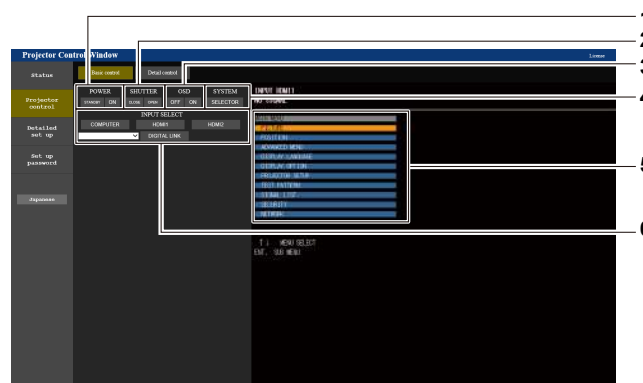 1
2
Projector Control Window
License
3
Status
Basic control
Detail control
POWER
SHUTTER
OSD
SYSTEM
INPUT HDMI1
4
STANDBY
ON
CLOSE
OPEN
OFF
ON
SELECTOR
NO SIGNAL
Projector control
INPUT SELECT
COMPUTER
HDMI1
HDMI2
DIGITAL LINK
MAIN MENU
PICTURE
POSITION
ADVANCED MENU
DISPLAY LANGUAGE
DISPLAY OPTION
PROJECTOR SETUP
TEST PATTERN
SIGNAL LIST
SECURITY
NETWORK
5
Detailed
set up
Set up
password
Japanese
6
MENU SELECT
ENT. SUB MENU